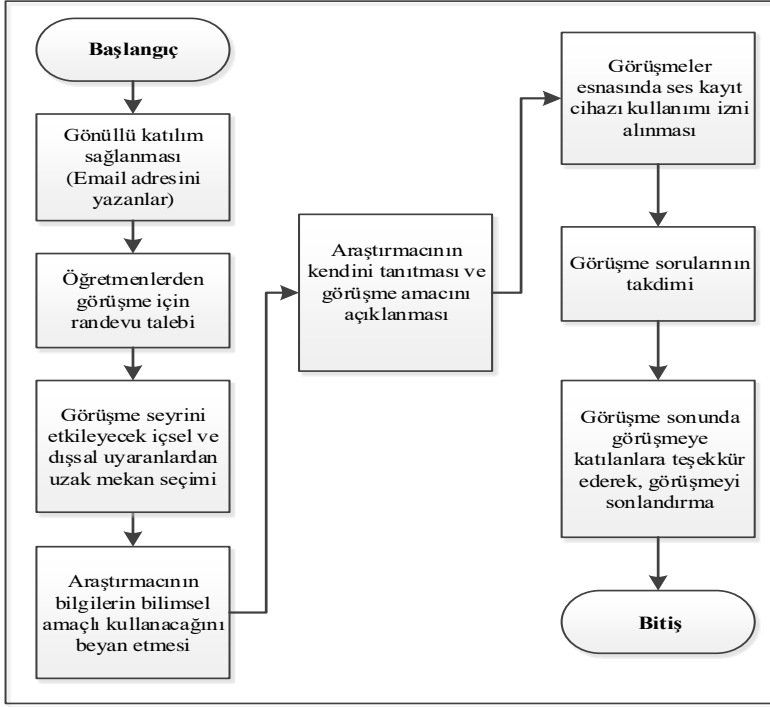 Başlangıç
Gönüllü katılım
sağlanması
(Email adresini
yazanlar)
Öğretmenlerden
görüşme için
randevu talebi
Görüşme seyrini
etkileyecek içsel ve
dışsal uyaranlardan
uzak mekan seçimi
Araştırmacının
bilgilerin bilimsel
amaçlı kullanacağını
beyan etmesi
Araştırmacının
kendini tanıtması ve
görüşme amacını
açıklanması
Görüşmeler
esnasında ses kayıt
cihazı kullanımı izni
alınması
Görüşme sorularının
takdimi
Görüşme sonunda
görüşmeye
katılanlara teşekkür
ederek, görüşmeyi
sonlandırma
Bitiş